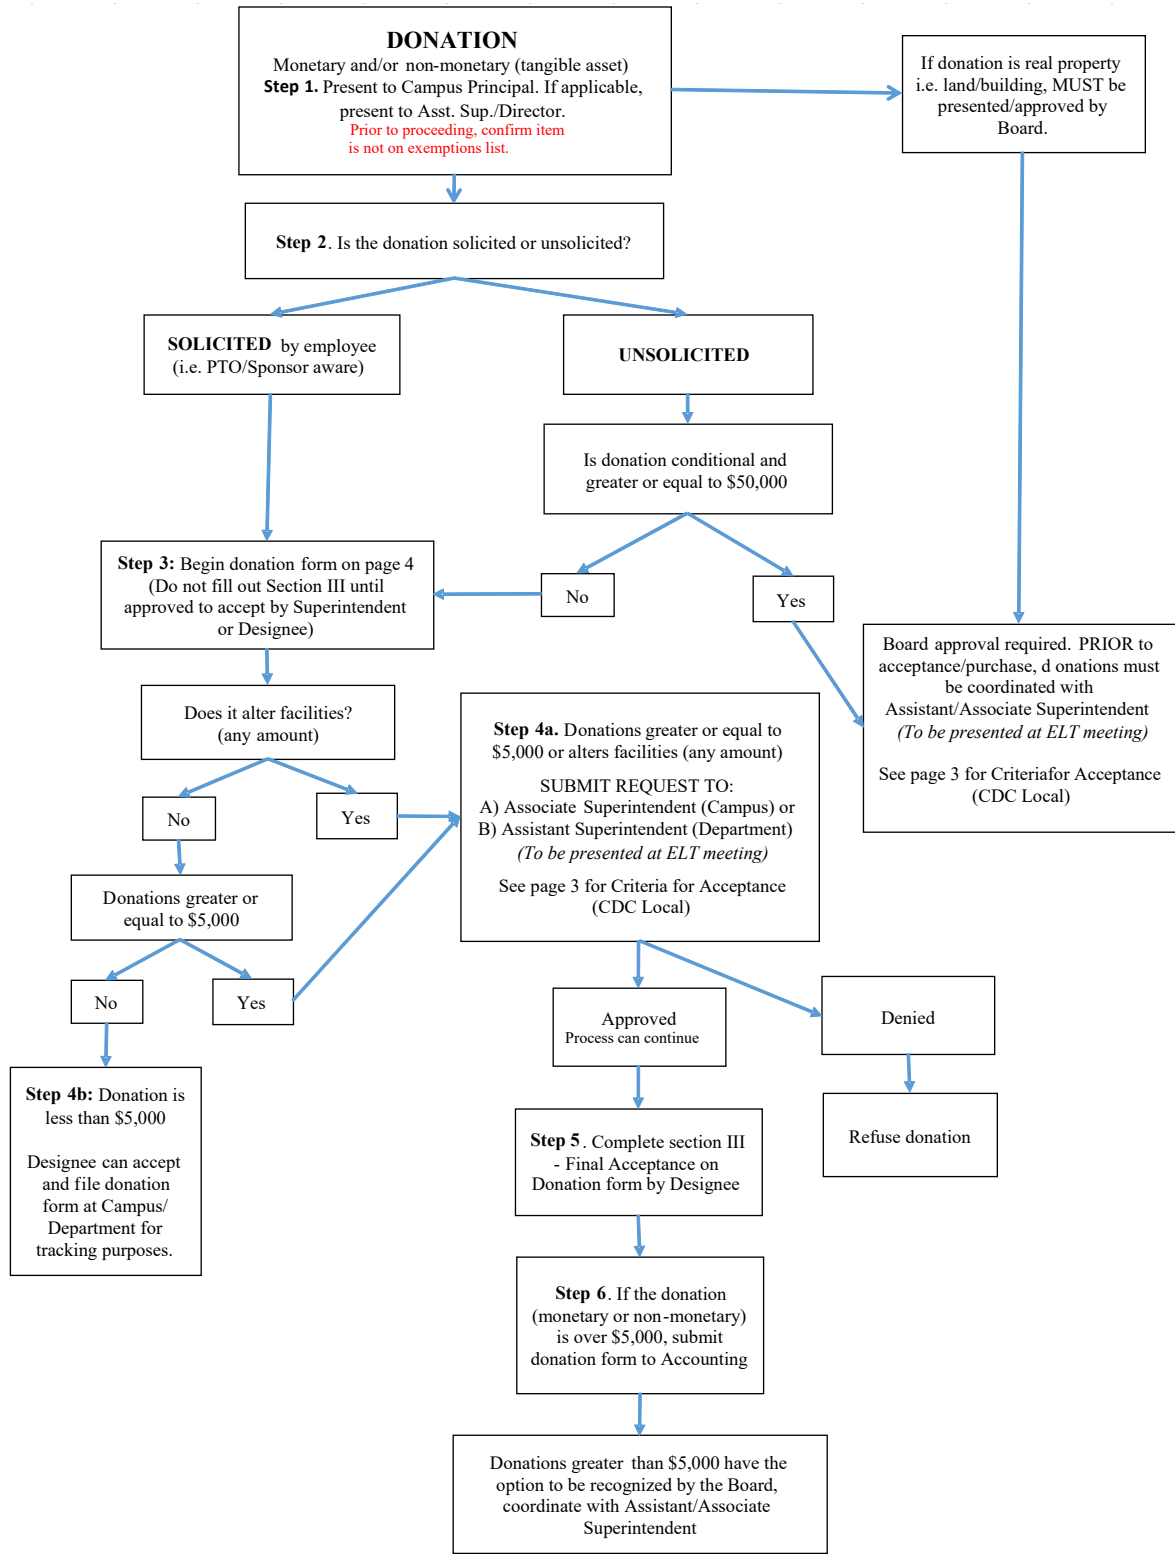 DONATION
Monetary and/or non-monetary (tangible asset)
Step 1. Present to Campus Principal. If applicable,
present to Asst. Sup./Director.
Prior to proceeding, confirm item
is not on exemptions list.
If donation is real property
i.e. land/building, MUST be
presented/approved by
Board.
Step 2. Is the donation solicited or unsolicited?
SOLICITED by employee
(i.e. PTO/Sponsor aware)
UNSOLICITED
Is donation conditional and
greater or equal to $50,000
Step 3: Begin donation form on page 4
(Do not fill out Section III until
approved to accept by Superintendent
or Designee)
No
Yes
Board approval required. PRIOR to
acceptance/purchase, d onations must
be coordinated with
Assistant/Associate Superintendent
(To be presented at ELT meeting)
See page 3 for Criteriafor Acceptance
(CDC Local)
Does it alter facilities?
(any amount)
No
Yes
Step 4a. Donations greater or equal to
$5,000 or alters facilities (any amount)
SUBMIT REQUEST TO:
A) Associate Superintendent (Campus) or
B) Assistant Superintendent (Department)
(To be presented at ELT meeting)
See page 3 for Criteria for Acceptance
(CDC Local)
Donations greater or
equal to $5,000
No
Yes
Approved
Process can continue
Denied
Step 4b: Donation is
less than $5,000
Designee can accept
and file donation
form at Campus/
Department for
tracking purposes.
Refuse donation
Step 5. Complete section III
- Final Acceptance on
Donation form by Designee
Step 6. If the donation
(monetary or non-monetary)
is over $5,000, submit
donation form to Accounting
Donations greater than $5,000 have the
option to be recognized by the Board,
coordinate with Assistant/Associate
Superintendent